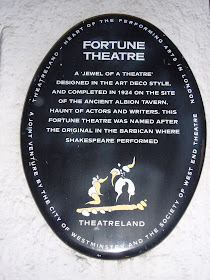 THEATRELAND - HEART OF THE PERFORMING ARTS IN LONDON
FORTUNE
THEATRE
A 'JEWEL OF A THEATRE'
DESIGNED IN THE ART DECO STYLE,
AND COMPLETED IN 1924 ON THE SITE
OF THE ANCIENT ALBION TAVERN,
HAUNT OF ACTORS AND WRITERS. THIS
FORTUNE THEATRE WAS NAMED AFTER
THE ORIGINAL IN THE BARBICAN WHERE
SHAKESPEARE PERFORMED
THEATRELAND
A JOINT VENTURE BY THE CITY OF WESTMINSTER AND THE SOCIETY OF WEST END THEATRE